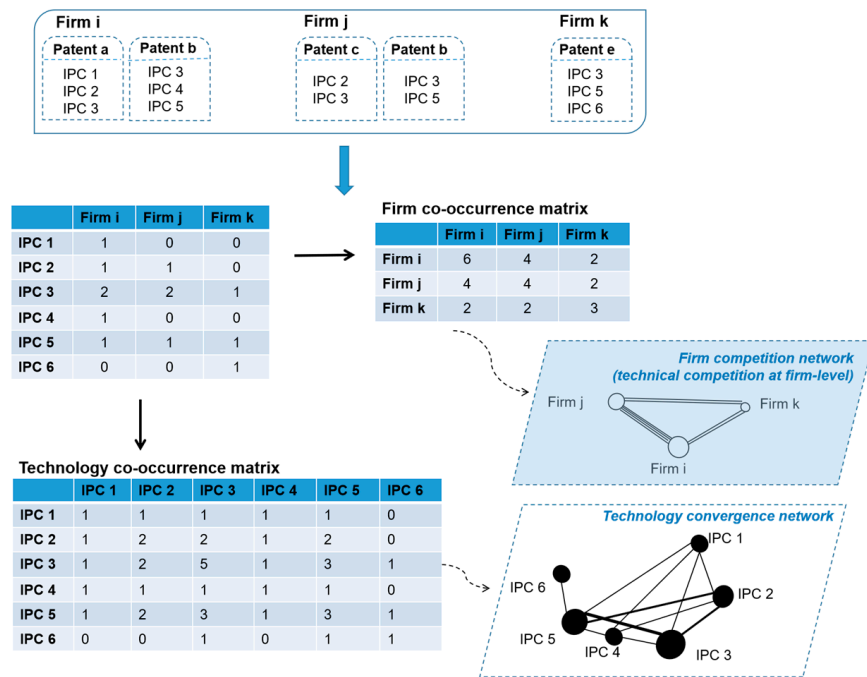 Firm i
Firm j
Firm k
Patent a
Patent b
Patent c
Patent b
Patent e
IPC 1
IPC 2
IPC 3
IPC 3
IPC 4
IPC 5
IPC 2
IPC 3
IPC 3
IPC 5
IPC 3
IPC 5
IPC 6
Firm i Firm j Firm k
IPC 1 1 0 0
IPC 2 1 1 0
IPC 3 2 2 1
IPC 4 1 0 0
IPC 5 1 1 1
IPC 6 0 0 1
Firm co-occurrence matrix
Firm i Firm j Firm k
Firm i 6 4 2
Firm j 4 4 2
Firm k 2 2 3
Firm competition network
(technical competition at firm-level)
Firm j
Firm k
Firm i
Technology co-occurrence matrix
IPC 1 IPC 2 IPC 3 IPC 4 IPC 5 IPC 6
IPC 1 1 1 1 1 1 0
IPC 2 1 2 2 1 2 0
IPC 3 1 2 5 1 3 1
IPC 4 1 1 1 1 1 0
IPC 5 1 2 3 1 3 1
IPC 6 0 0 1 0 1 1
Technology convergence network
IPC 1
IPC 6
IPC 2
IPC 5
IPC 4
IPC 3